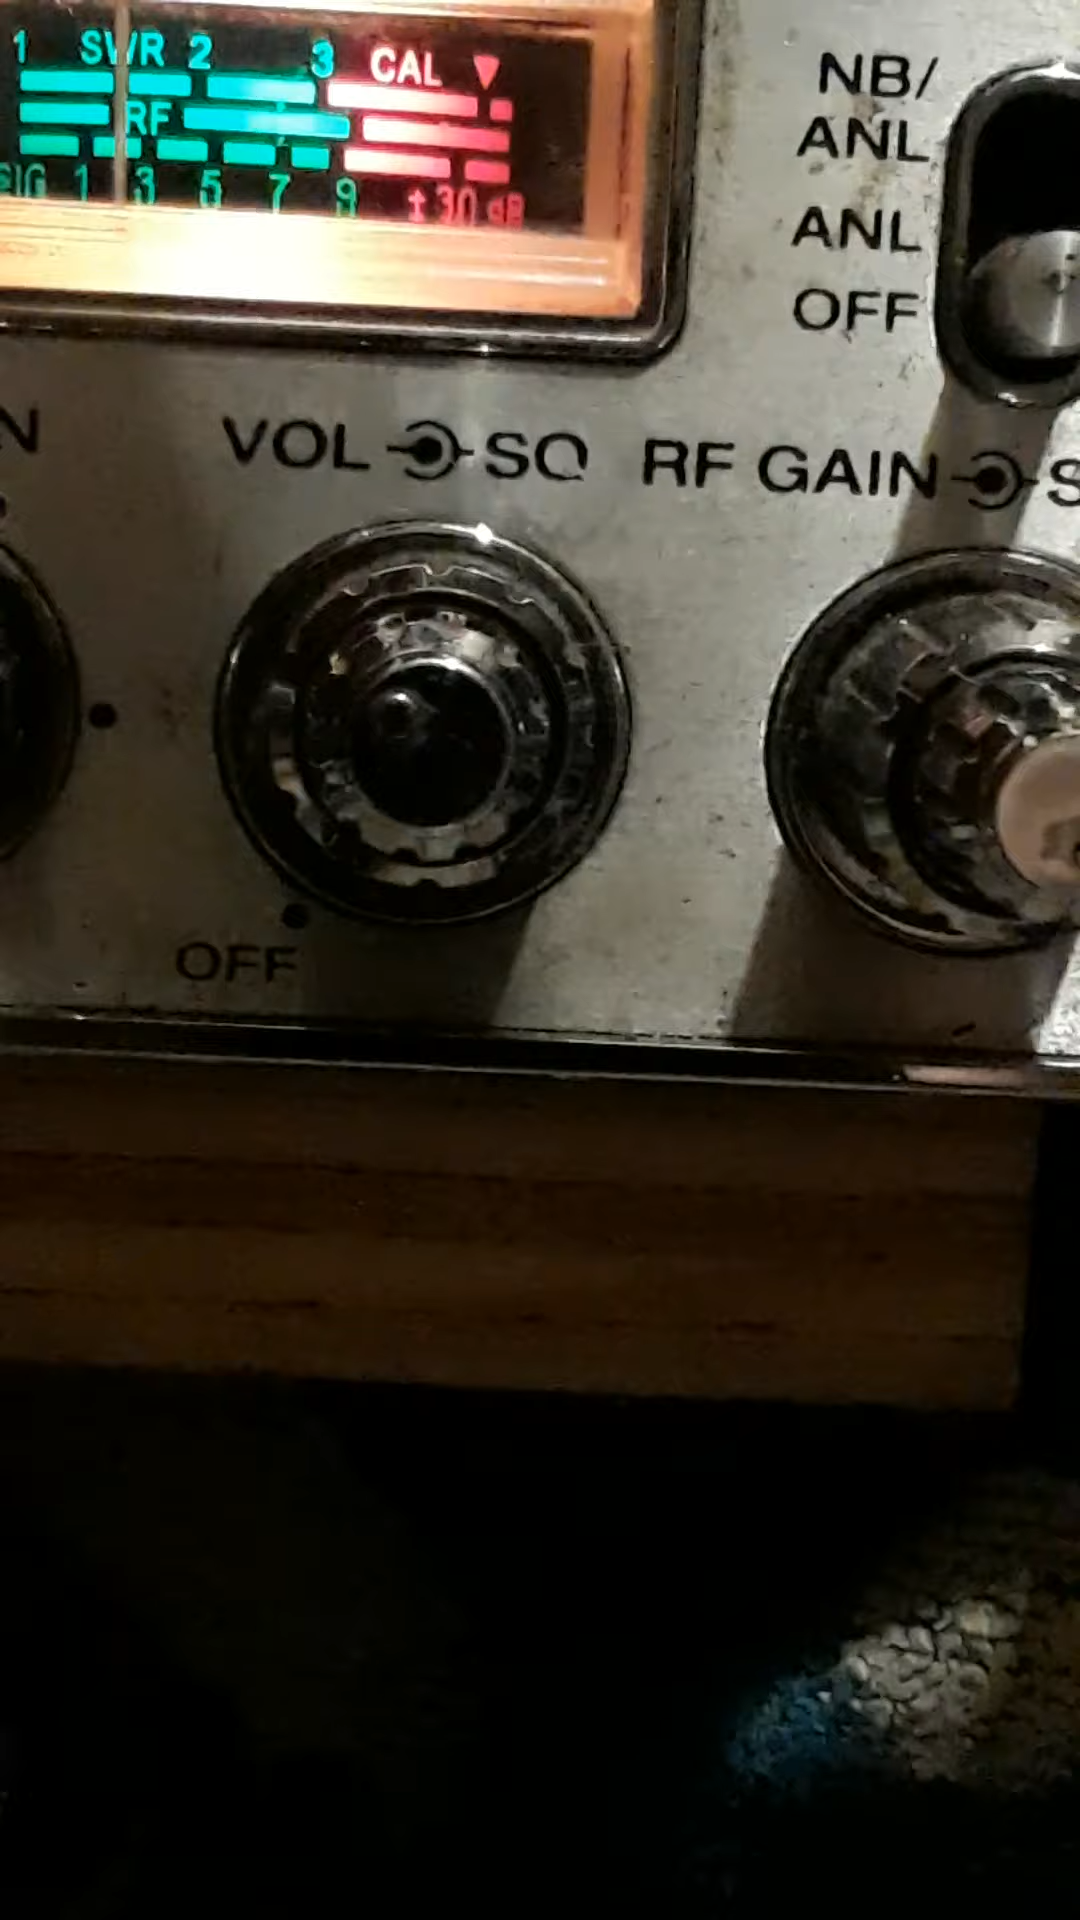 1 SWR 2 3 CAL
RF
SIG 1 3 5 7 9 +30 dB
NB/
ANL
ANL
OFF
N
VOL SQ RF GAIN S
OFF